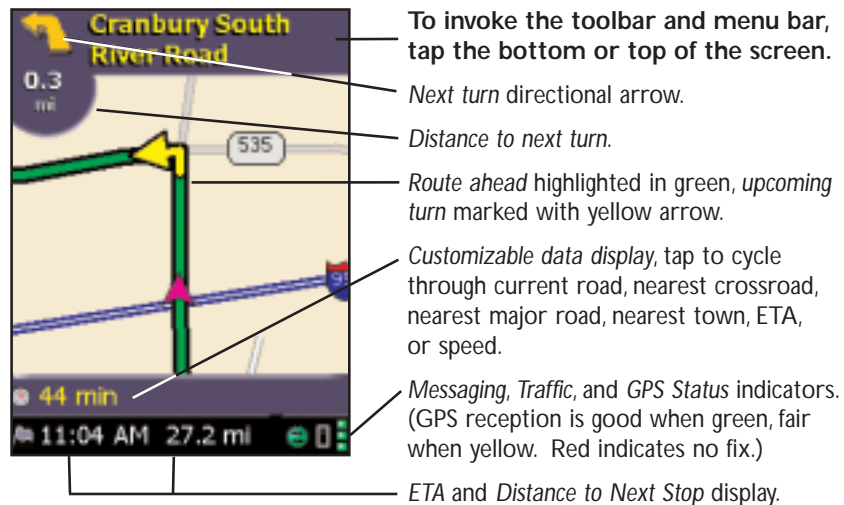 Cranbury South
River Road
0.3
mi
535
95
44 min
11:04 AM 27.2 mi
To invoke the toolbar and menu bar,
tap the bottom or top of the screen.
Next turn directional arrow.
Distance to next turn.
Route ahead highlighted in green, upcoming
turn marked with yellow arrow.
Customizable data display, tap to cycle
through current road, nearest crossroad,
nearest major road, nearest town, ETA,
or speed.
Messaging, Traffic, and GPS Status indicators.
(GPS reception is good when green, fair
when yellow. Red indicates no fix.)
ETA and Distance to Next Stop display.